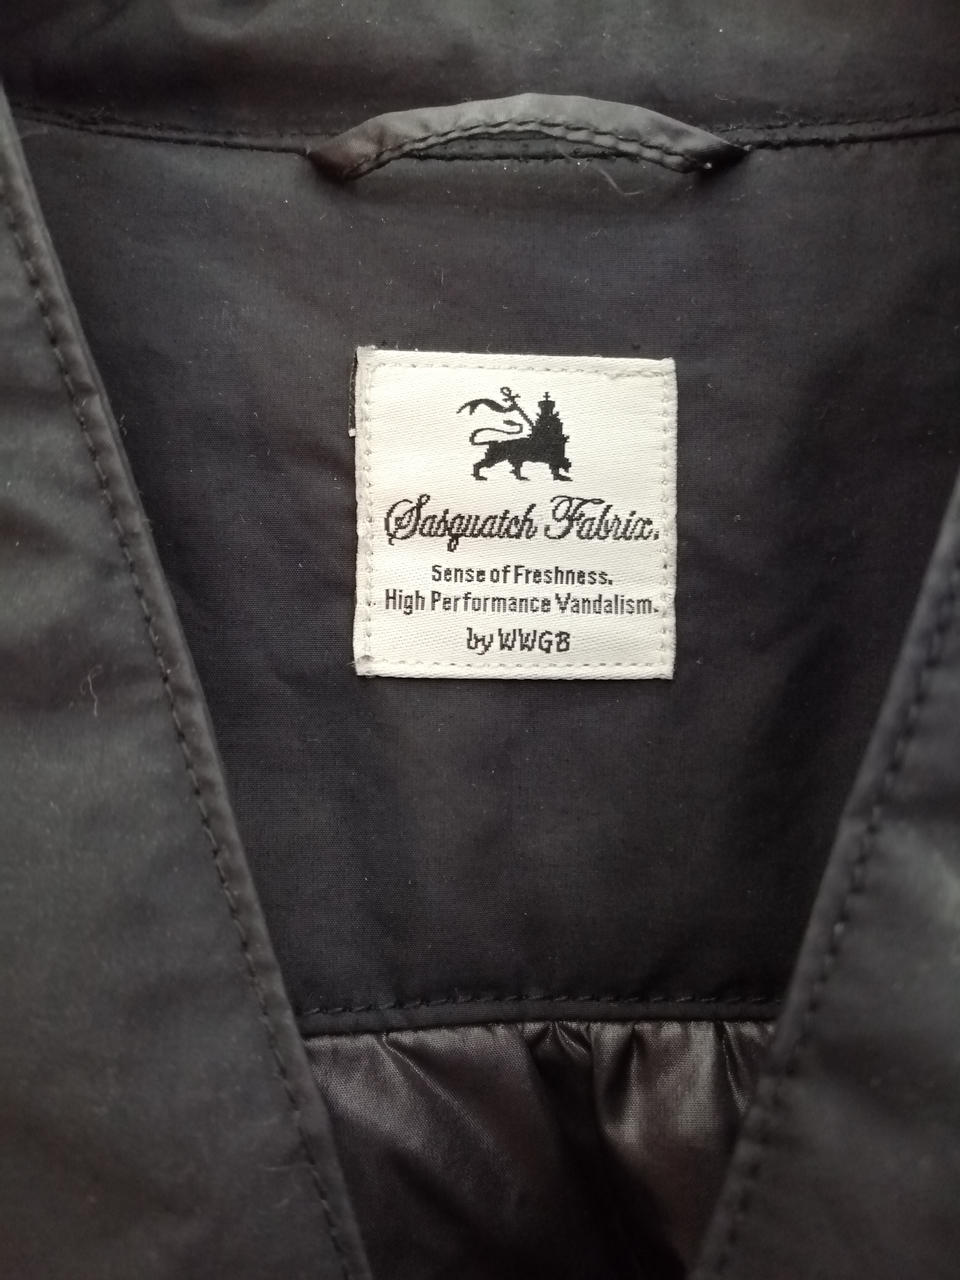 Sasquatch Fabrix.
Sense of Freshness.
High Performance Vandalism.
by WWGB